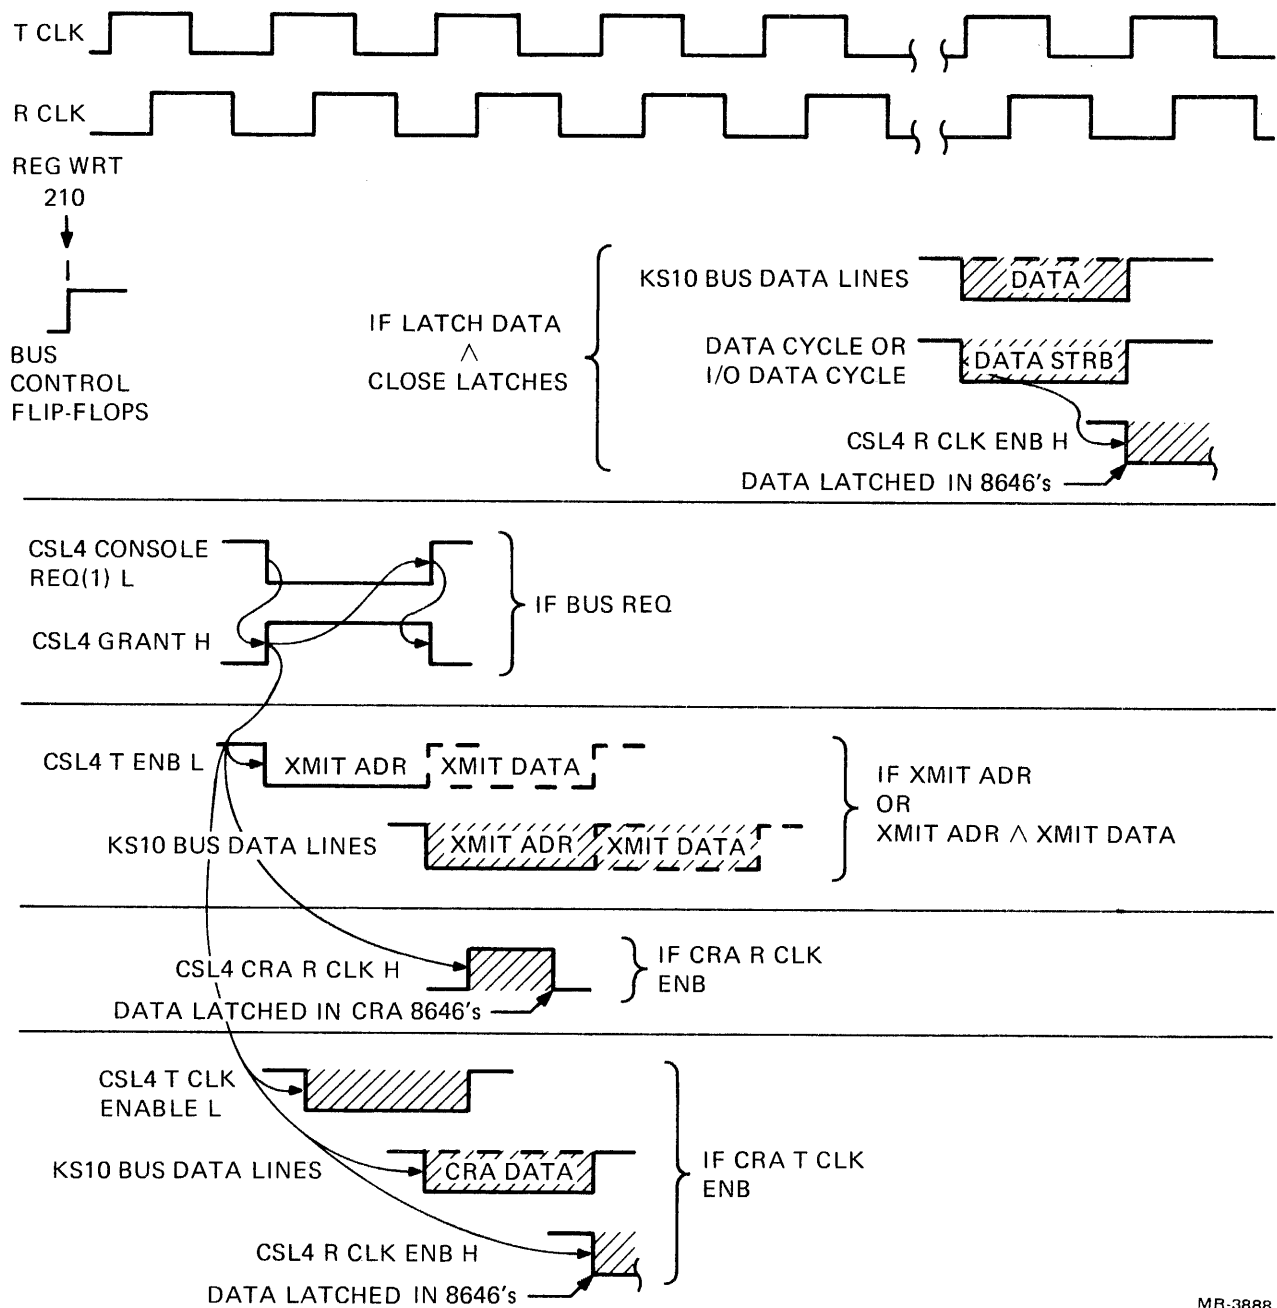 T CLK
R CLK
REG WRT
210
BUS
CONTROL
FLIP-FLOPS
IF LATCH DATA
∧
CLOSE LATCHES
KS10 BUS DATA LINES
DATA
DATA CYCLE OR
I/O DATA CYCLE
DATA STRB
CSL4 R CLK ENB H
DATA LATCHED IN 8646's
CSL4 CONSOLE
REQ(1) L
CSL4 GRANT H
IF BUS REQ
CSL4 T ENB L
XMIT ADR
XMIT DATA
KS10 BUS DATA LINES
XMIT ADR
XMIT DATA
IF XMIT ADR
OR
XMIT ADR ∧ XMIT DATA
CSL4 CRA R CLK H
DATA LATCHED IN CRA 8646's
IF CRA R CLK
ENB
CSL4 T CLK
ENABLE L
KS10 BUS DATA LINES
CRA DATA
CSL4 R CLK ENB H
DATA LATCHED IN 8646's
IF CRA T CLK
ENB
MR-3888